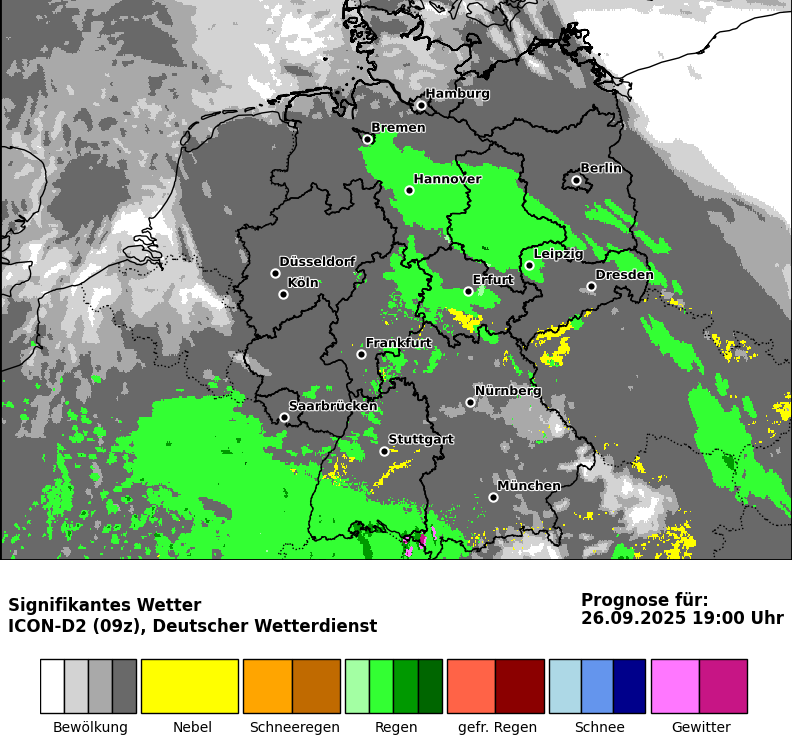 Hamburg
Bremen
Berlin
Hannover
Leipzig
Düsseldorf
Dresden
Köln
Erfurt
Frankfurt
Nürnberg
Saarbrücken
Stuttgart
München
Signifikantes Wetter
ICON-D2 (09z), Deutscher Wetterdienst
Prognose für:
26.09.2025 19:00 Uhr
Bewölkung Nebel Schneeregen Regen gefr. Regen Schnee Gewitter